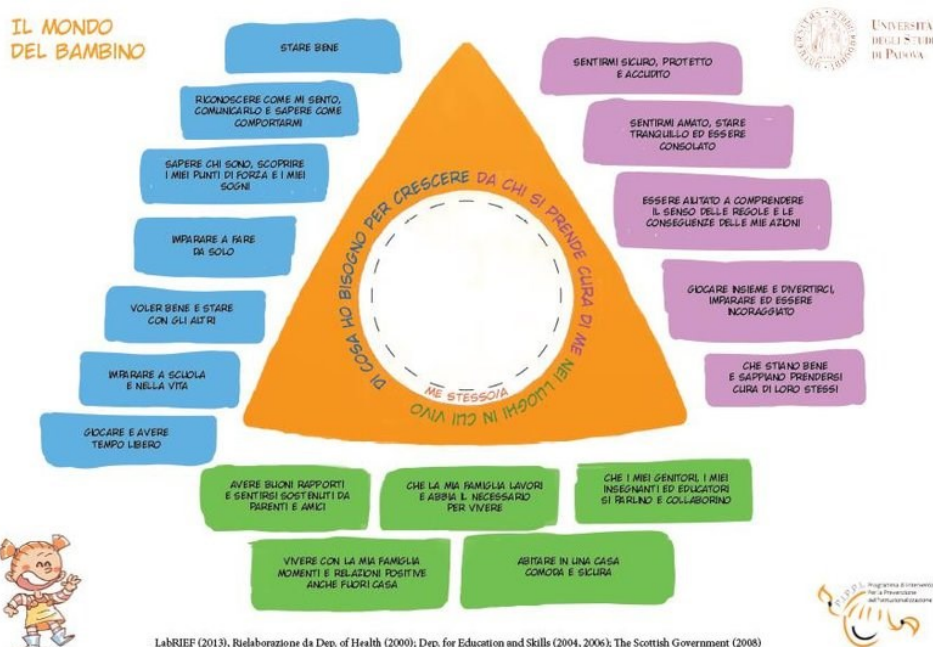 IL MONDO
DEL BAMBINO
STARE BENE
RICONOSCERE COME MI SENTO,
COMUNICARLO E SAPERE COME
COMPORTARMI
SAPERE CHI SONO, SCOPRIRE
I MIEI PUNTI DI FORZA E I MIEI
SOGNI
IMPARARE A FARE
DA SOLO
VOLER BENE E STARE
CON GLI ALTRI
IMPARARE A SCUOLA
E NELLA VITA
GIOCARE E AVERE
TEMPO LIBERO
DI COSA HO BISOGNO PER CRESCERE
DA CHI SI PRENDE CURA DI ME
NEI LUOGHI IN CUI VIVO
ME STESSO/A
UNIVERSITÀ
DEGLI STUDI
DI PADOVA
SENTIRMI SICURO, PROTETTO
E ACCUDITO
SENTIRMI AMATO, STARE
TRANQUILLO ED ESSERE
CONSOLATO
ESSERE AIUTATO A COMPRENDERE
IL SENSO DELLE REGOLE E LE
CONSEGUENZE DELLE MIE AZIONI
GIOCARE INSIEME E DIVERTIRCI,
IMPARARE ED ESSERE
INCORAGGIATO
CHE STIANO BENE
E SAPPIANO PRENDERSI
CURA DI LORO STESSI
AVERE BUONI RAPPORTI
E SENTIRSI SOSTENUTI DA
PARENTI E AMICI
CHE LA MIA FAMIGLIA LAVORI
E ABBIA IL NECESSARIO
PER VIVERE
CHE I MIEI GENITORI, I MIEI
INSEGNANTI ED EDUCATORI
SI PARLINO E COLLABORINO
VIVERE CON LA MIA FAMIGLIA
MOMENTI E RELAZIONI POSITIVE
ANCHE FUORI CASA
ABITARE IN UNA CASA
COMODA E SICURA
P.I.P.P.I.
Programma di Intervento
Per la Prevenzione
dell'Istituzionalizzazione
LabRIEF (2013), Rielaborazione da Dep. of Health (2000); Dep. for Education and Skills (2004, 2006); The Scottish Government (2008)